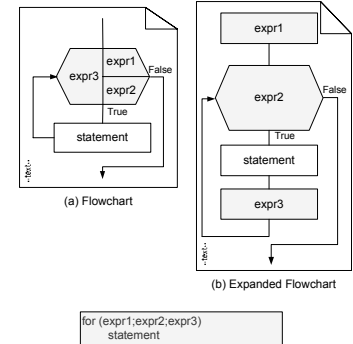 expr1
expr3
expr2
False
True
statement
--text--
(a) Flowchart
expr1
expr2
False
True
statement
expr3
--text--
(b) Expanded Flowchart
for (expr1;expr2;expr3)
statement